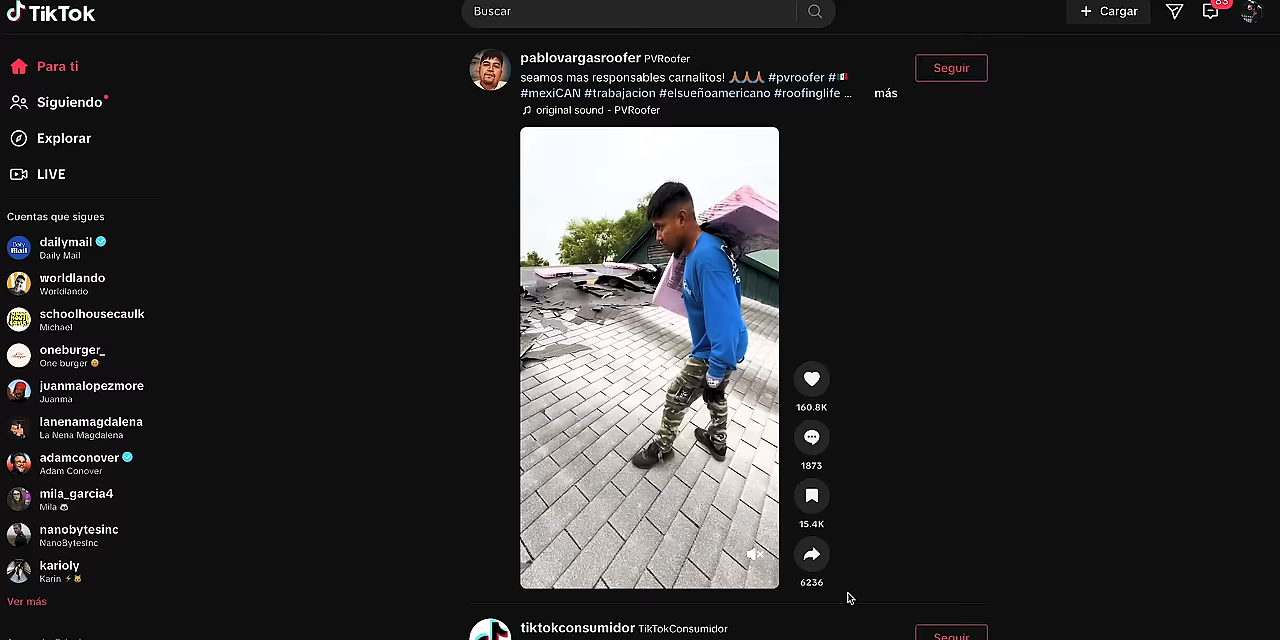 TikTok
Buscar
Cargar
83
Para ti
Siguiendo
Explorar
LIVE
Cuentas que sigues
dailymail
Daily Mail
worldlando
Worldlando
schoolhousecaulk
Michael
oneburger_
One burger
juanmalopezmore
Juanma
lanenamagdalena
La Nena Magdalena
adamconover
Adam Conover
mila_garcia4
Mila
nanobytesinc
NanoBytesInc
karioly
Karin
Ver más
pablovargasroofer PVRoofer
seamos mas responsables carnalitos! 🙏🙏🙏 #pvroofer #🇲🇽
#mexiCAN #trabajacion #elsueñoamericano #roofinglife ... más
original sound - PVRoofer
Seguir
160.8K
1873
15.4K
6236
tiktokconsumidor TikTokConsumidor
Seguir